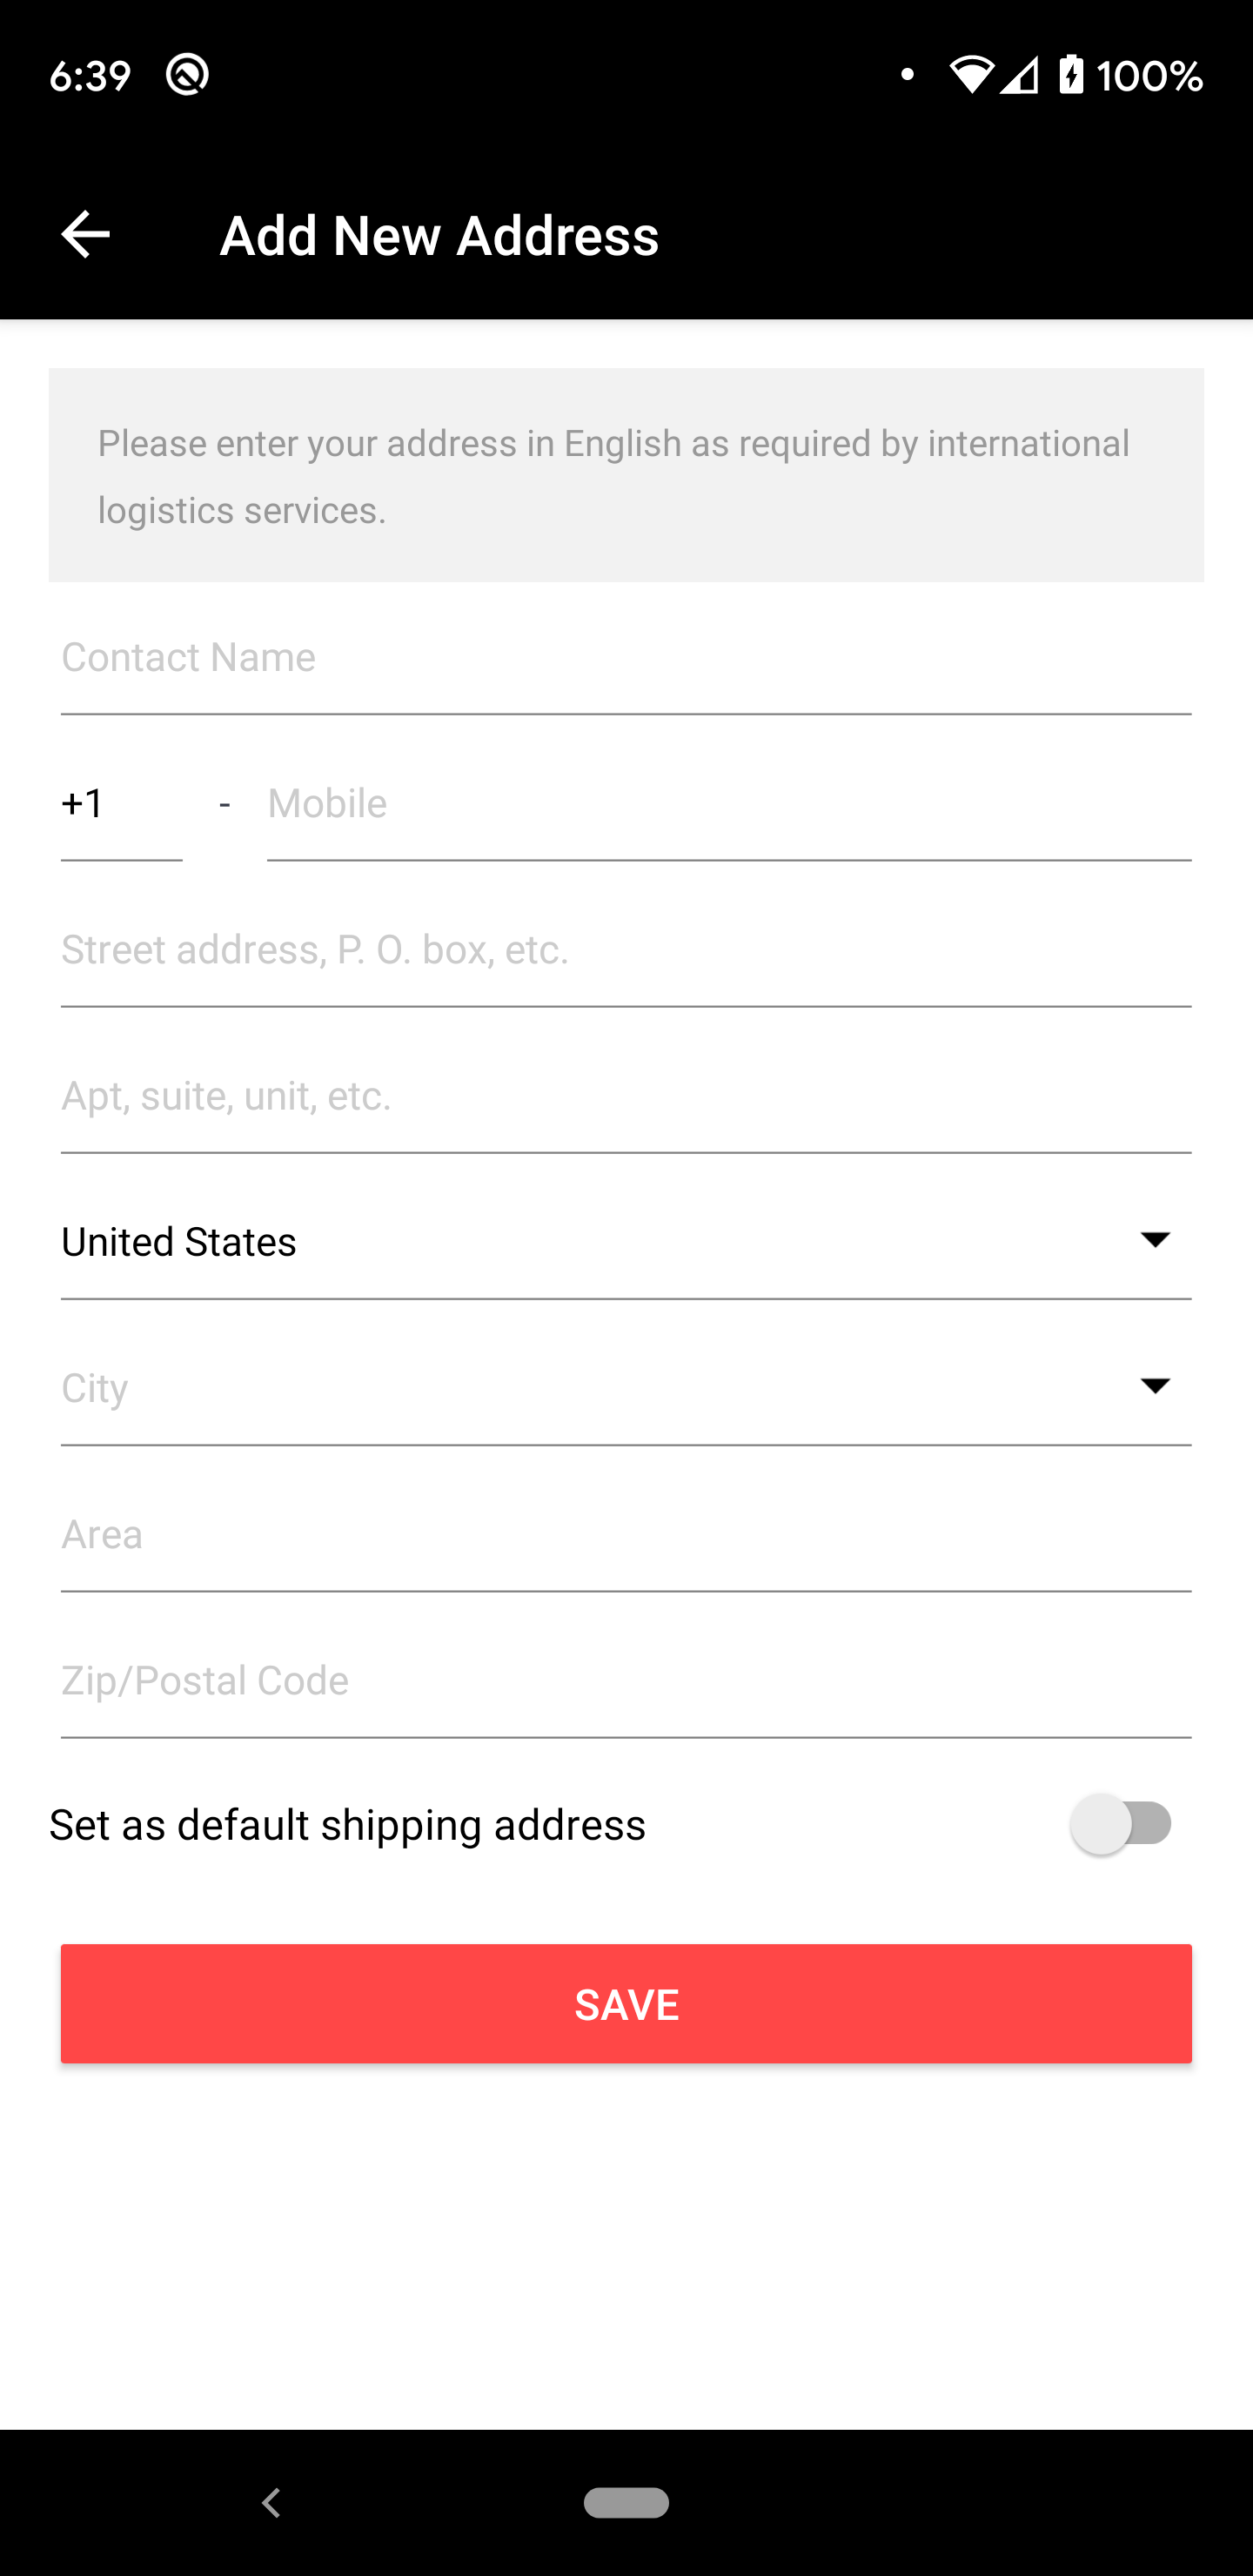 6:39
100%
Add New Address
Please enter your address in English as required by international
logistics services.
Contact Name
+1 - Mobile
Street address, P. O. box, etc.
Apt, suite, unit, etc.
United States
City
Area
Zip/Postal Code
Set as default shipping address
SAVE